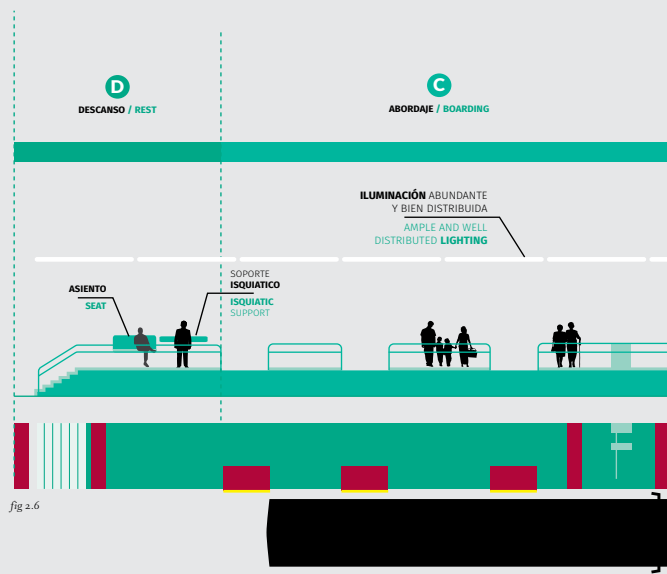 D
DESCANSO / REST
C
ABORDAJE / BOARDING
ILUMINACIÓN ABUNDANTE
Y BIEN DISTRIBUIDA
AMPLE AND WELL
DISTRIBUTED LIGHTING
ASIENTO
SEAT
SOPORTE
ISQUIATICO
ISQUIATIC
SUPPORT
fig 2.6